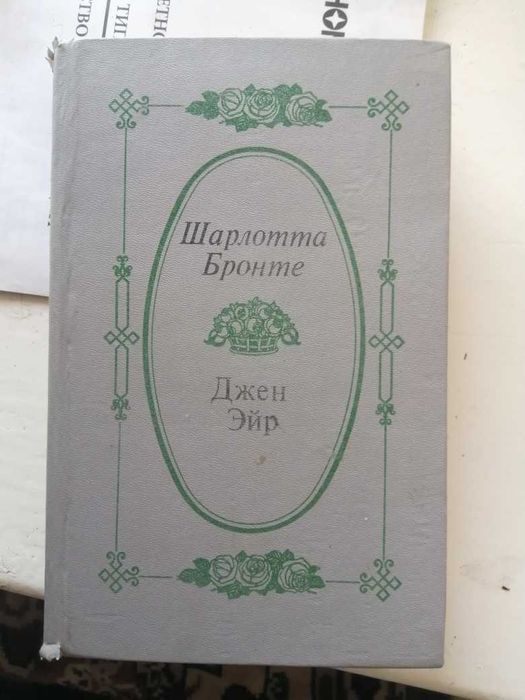 Шарлотта
Бронте
Джен
Эйр